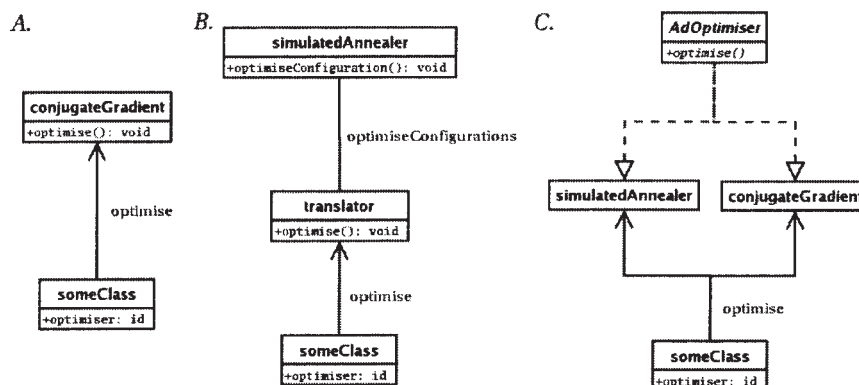 A.
conjugateGradient
+optimise(): void
optimise
someClass
+optimiser: id
B.
simulatedAnnealer
+optimiseConfiguration(): void
optimiseConfigurations
translator
+optimise(): void
optimise
someClass
+optimiser: id
C.
AdOptimiser
+optimise()
simulatedAnnealer
conjugateGradient
optimise
someClass
+optimiser: id